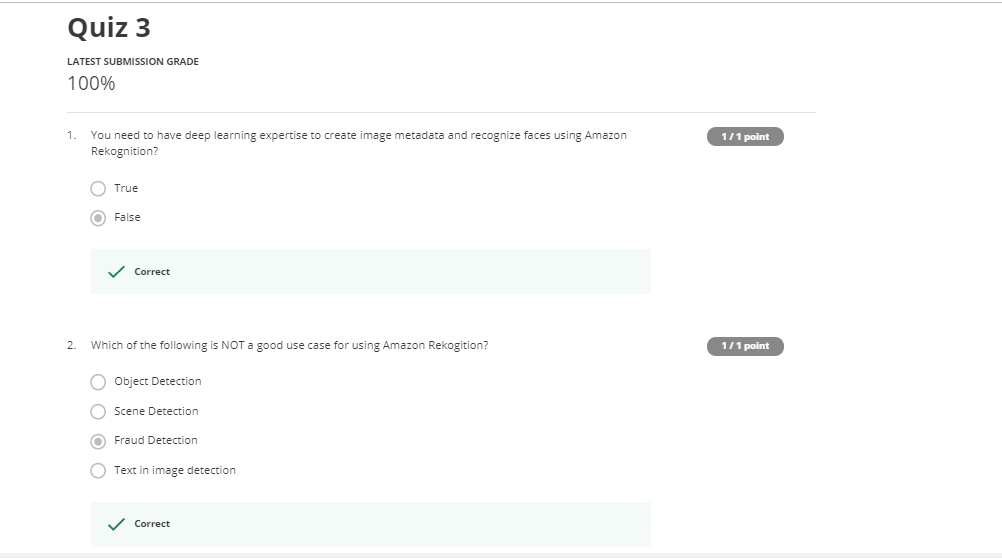 Quiz 3
LATEST SUBMISSION GRADE
100%
1. You need to have deep learning expertise to create image metadata and recognize faces using Amazon
Rekognition?
1 / 1 point
True
False
Correct
2. Which of the following is NOT a good use case for using Amazon Rekogition?
1 / 1 point
Object Detection
Scene Detection
Fraud Detection
Text in image detection
Correct